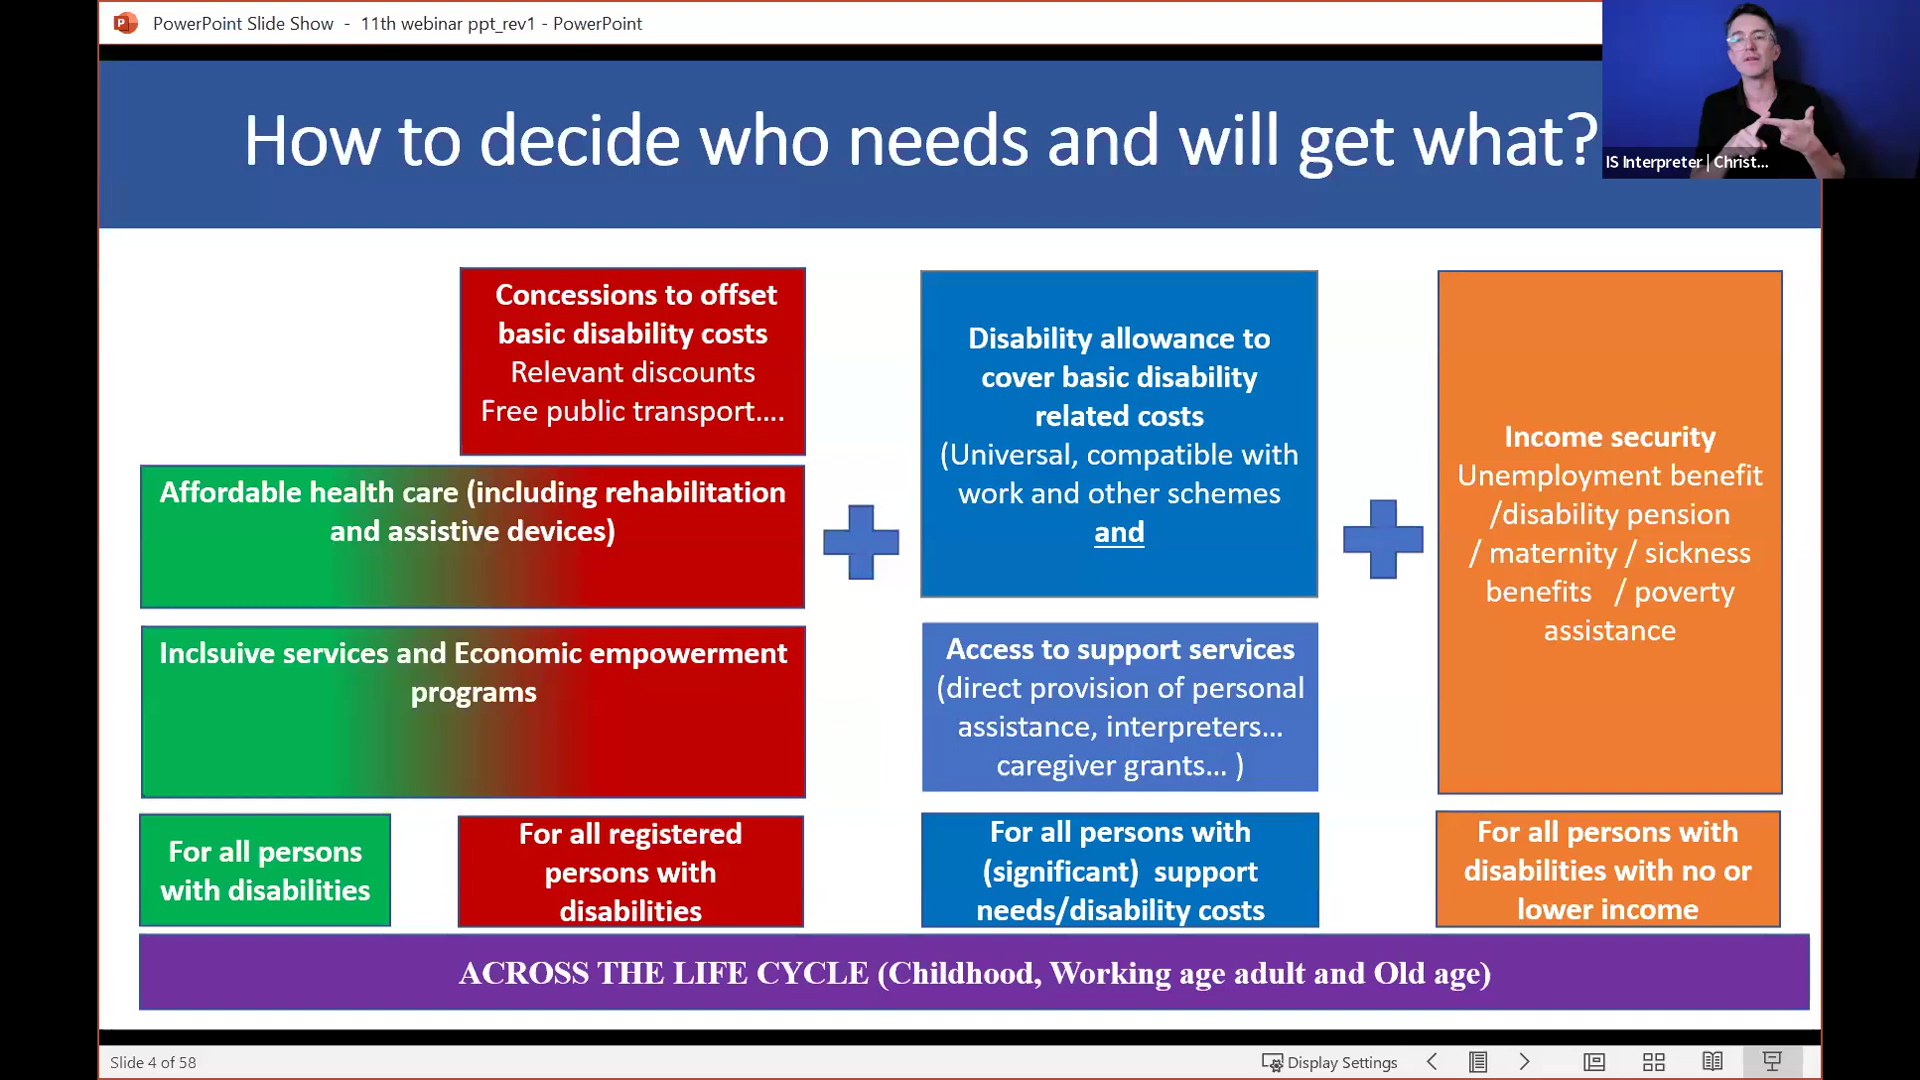 PowerPoint Slide Show - 11th webinar ppt_rev1 - PowerPoint
How to decide who needs and will get what?
IS Interpreter | Christ...
Concessions to offset
basic disability costs
Relevant discounts
Free public transport....
Affordable health care (including rehabilitation
and assistive devices)
Inclsuive services and Economic empowerment
programs
For all persons
with disabilities
For all registered
persons with
disabilities
Disability allowance to
cover basic disability
related costs
(Universal, compatible with
work and other schemes
and
Access to support services
(direct provision of personal
assistance, interpreters...
caregiver grants... )
For all persons with
(significant) support
needs/disability costs
Income security
Unemployment benefit
/disability pension
/ maternity / sickness
benefits / poverty
assistance
For all persons with
disabilities with no or
lower income
ACROSS THE LIFE CYCLE (Childhood, Working age adult and Old age)
Slide 4 of 58
Display Settings